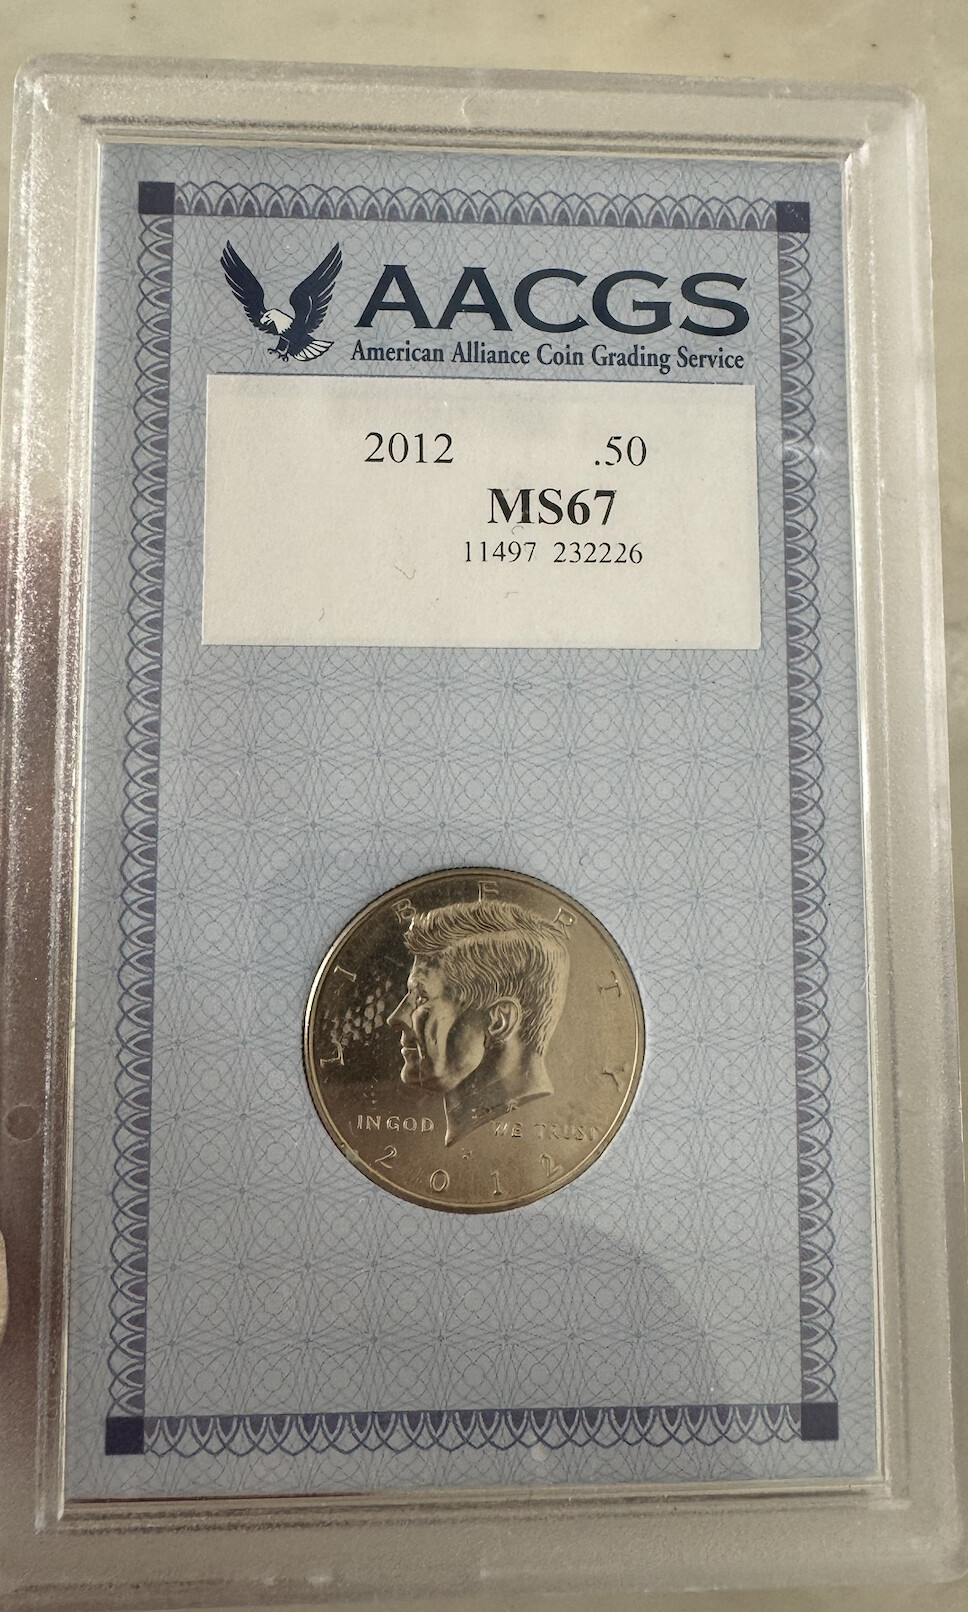 AACGS
American Alliance Coin Grading Service
2012 .50
MS67
11497 232226
LIBERTY
IN GOD WE TRUST
2012